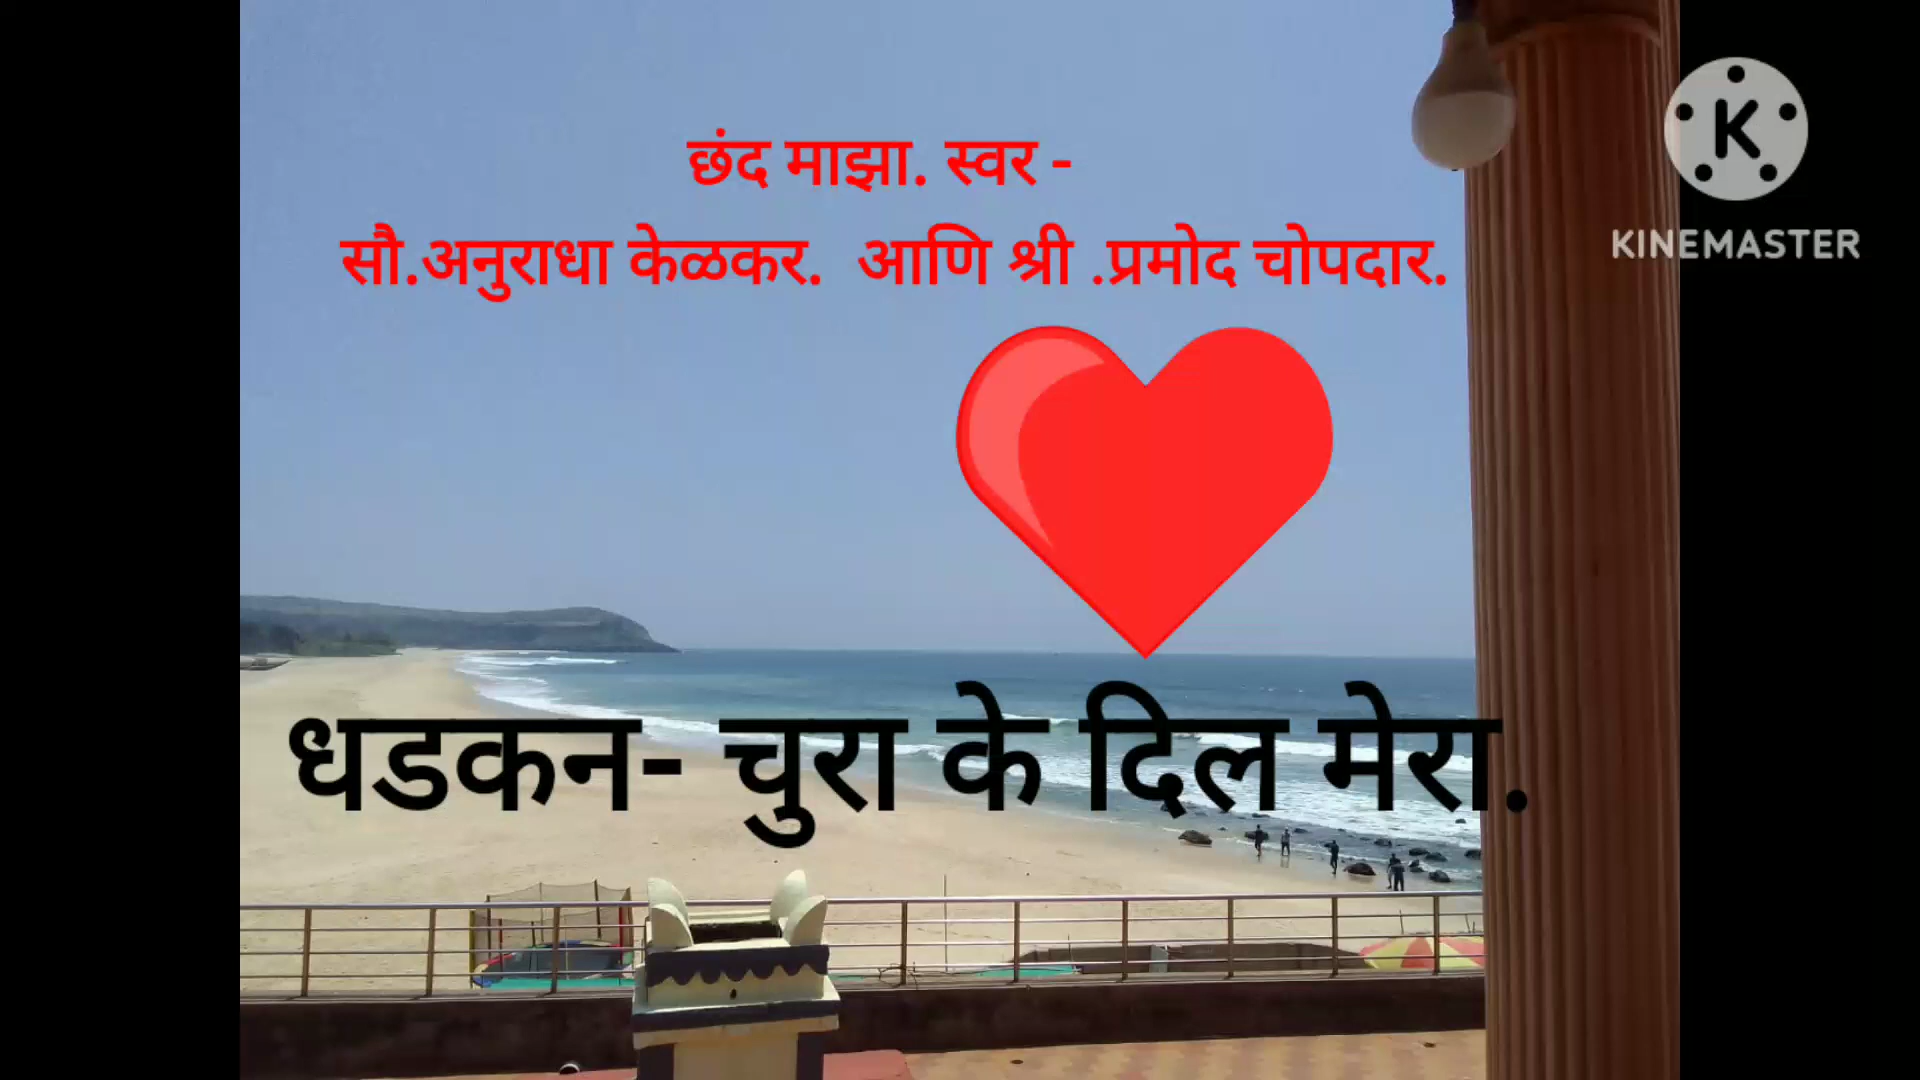 छंद माझा. स्वर -
सौ.अनुराधा केळकर.  आणि श्री .प्रमोद चोपदार.
धडकन- चुरा के दिल मेरा.
K
KINEMASTER